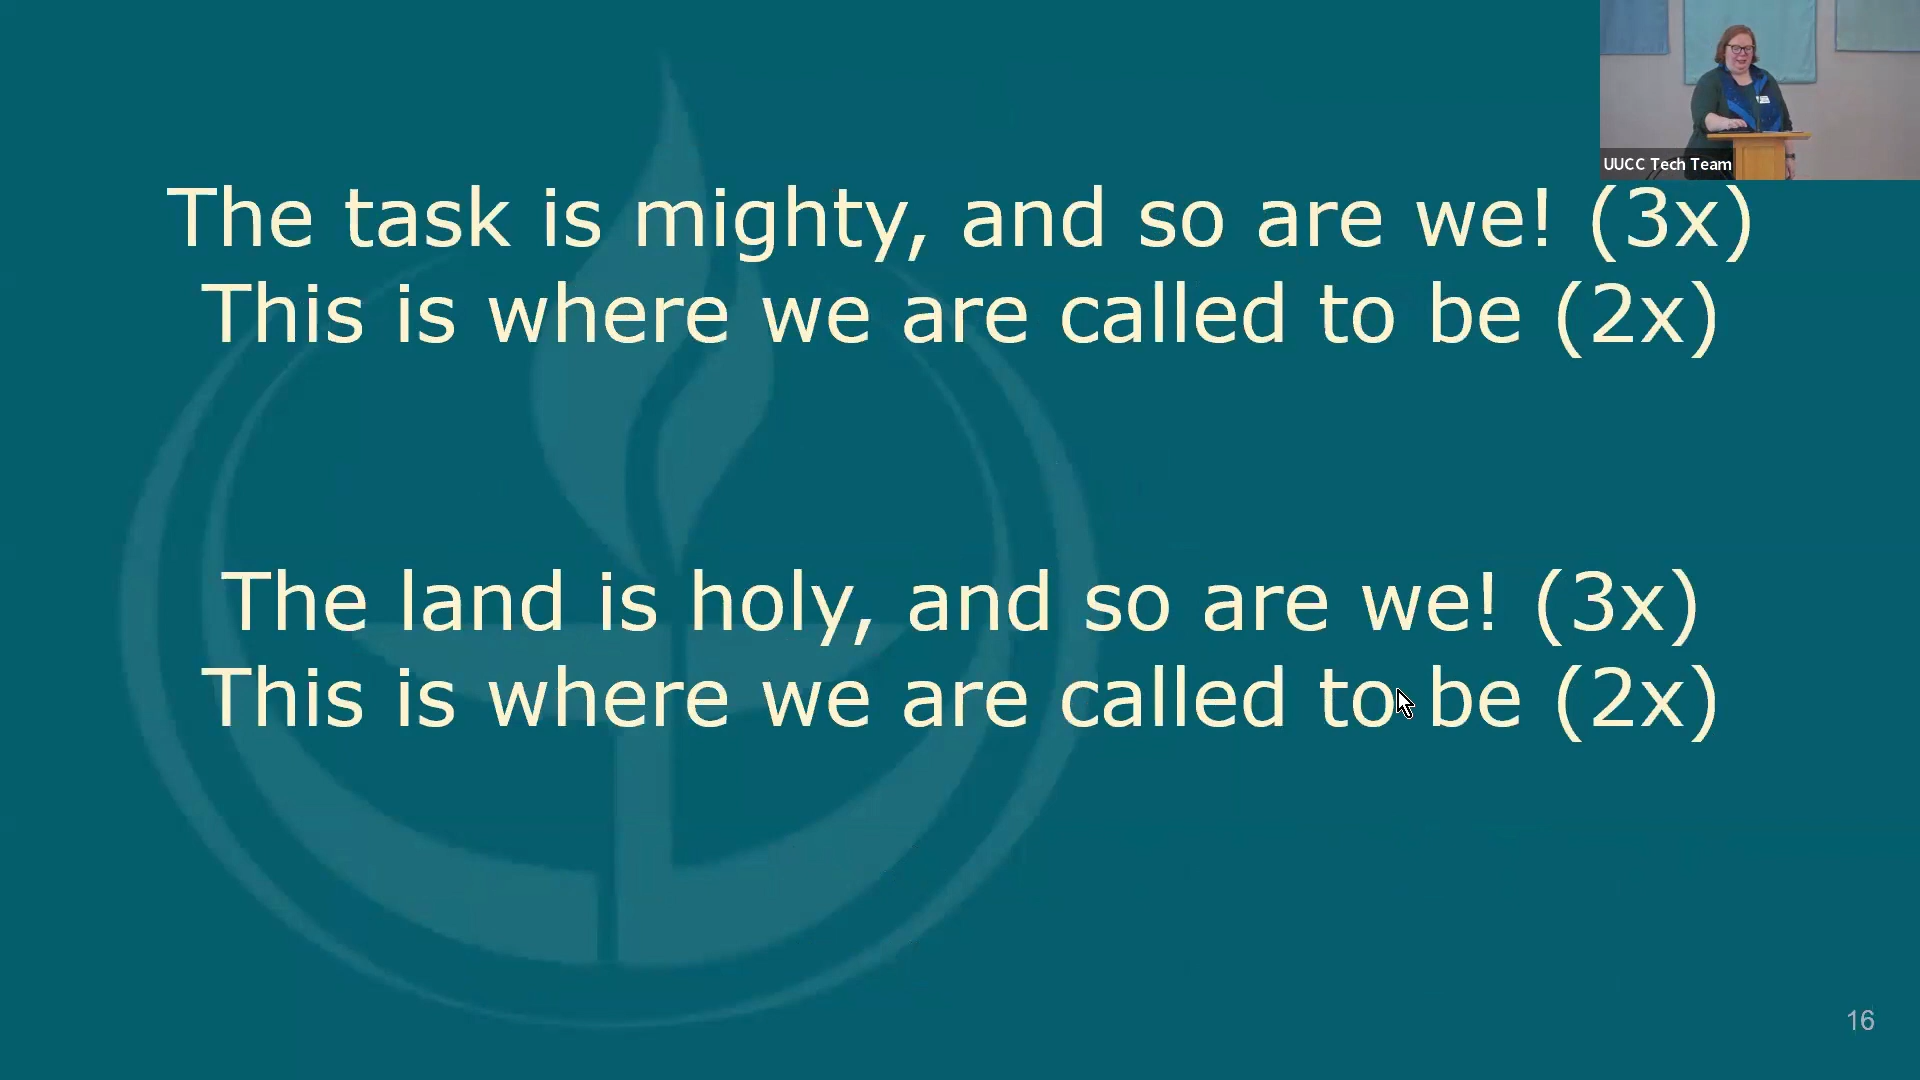 UUCC Tech Team
The task is mighty, and so are we! (3x)
This is where we are called to be (2x)
The land is holy, and so are we! (3x)
This is where we are called to be (2x)
16